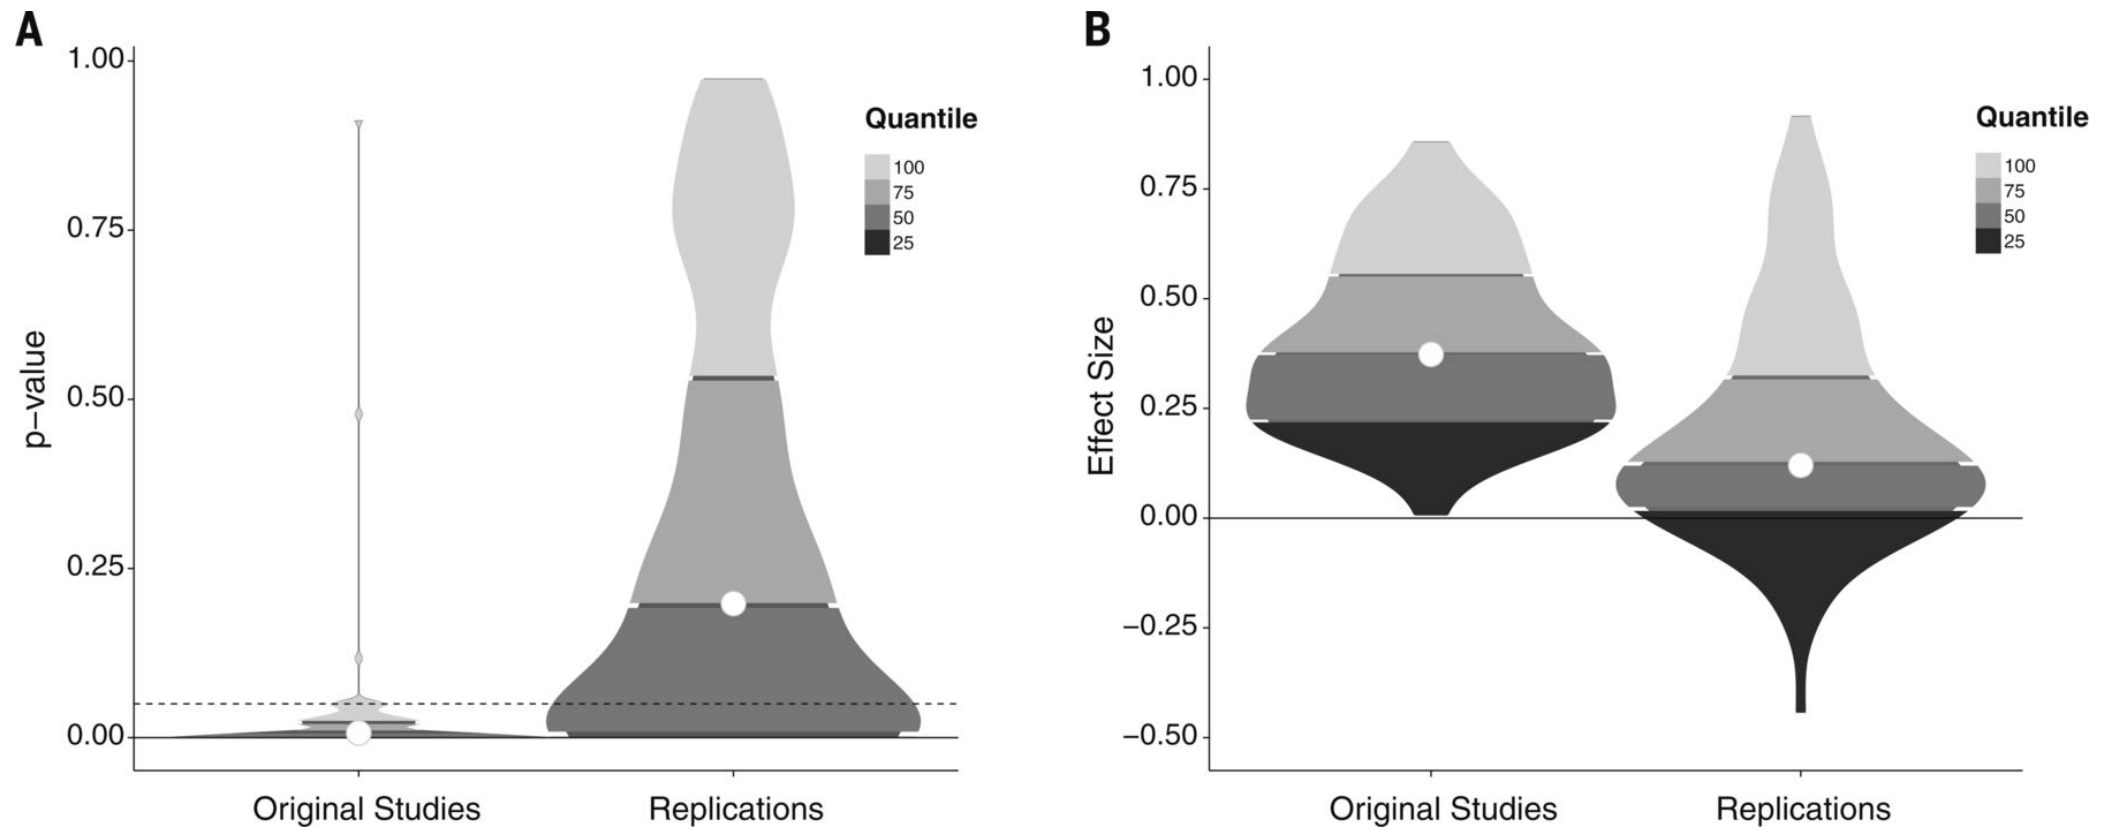 A
p-value
1.00
0.75
0.50
0.25
0.00
Original Studies
Replications
Quantile
100
75
50
25
B
Effect Size
1.00
0.75
0.50
0.25
0.00
−0.25
−0.50
Original Studies
Replications
Quantile
100
75
50
25